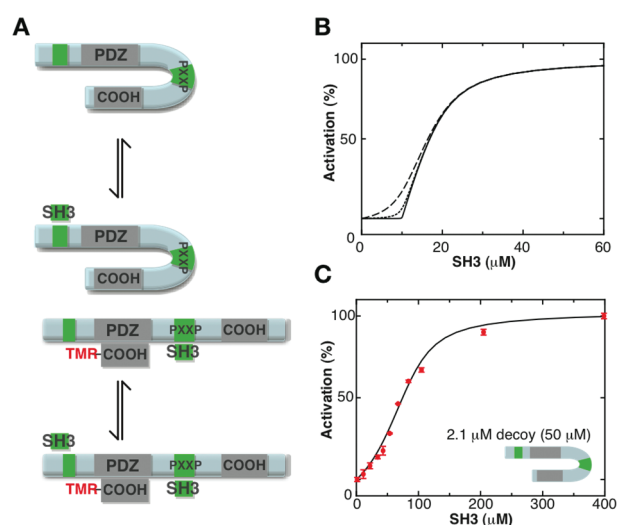 A
PDZ
PXXP
COOH
SH3
PDZ
PXXP
COOH
PDZ
PXXP
COOH
TMR
COOH
SH3
SH3
PDZ
PXXP
COOH
TMR
COOH
SH3
B
100
50
0
Activation (%)
0
20
40
60
SH3 (μM)
C
100
50
0
Activation (%)
2.1 μM decoy (50 μM)
0
100
200
300
400
SH3 (μM)